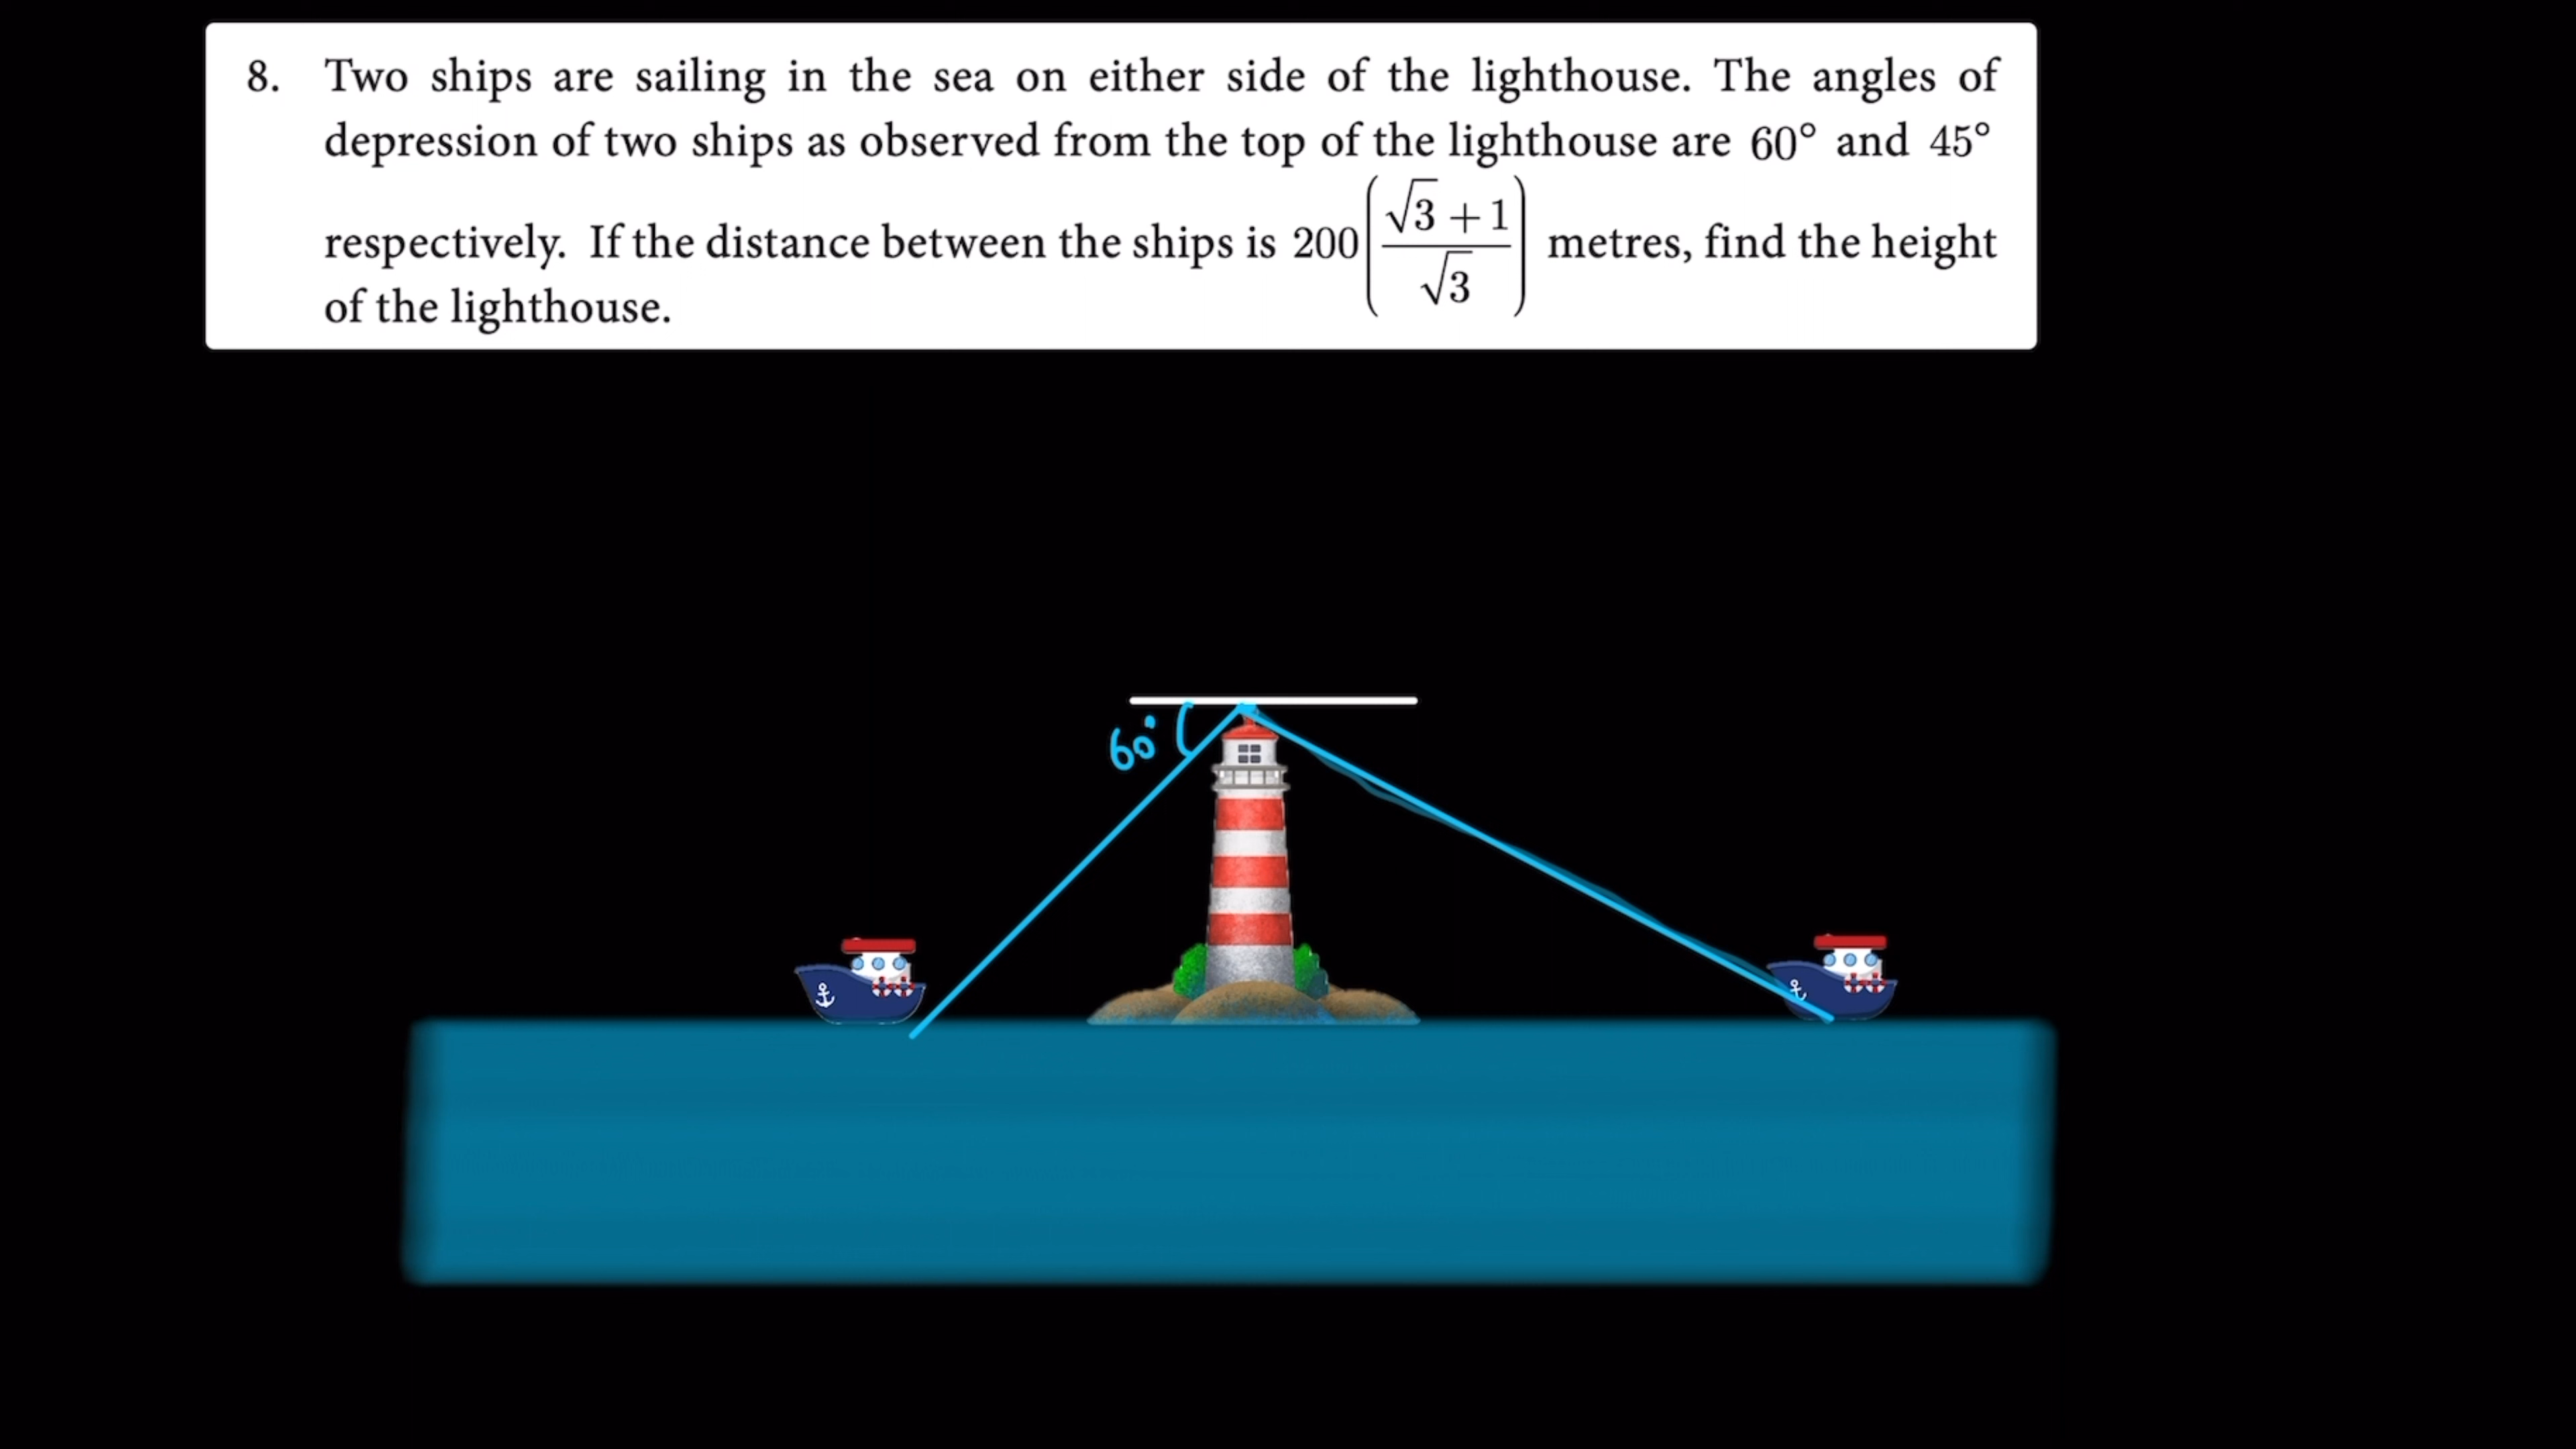 8. Two ships are sailing in the sea on either side of the lighthouse. The angles of
depression of two ships as observed from the top of the lighthouse are 60° and 45°
respectively. If the distance between the ships is 200(√3 + 1 / √3) metres, find the height
of the lighthouse.
60°